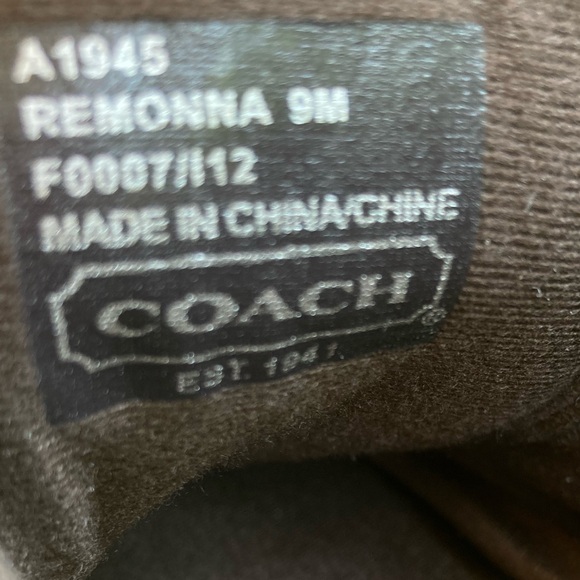 A1945
REMONNA 9M
F0007/I12
MADE IN CHINA/CHINE
COACH®
EST. 1941